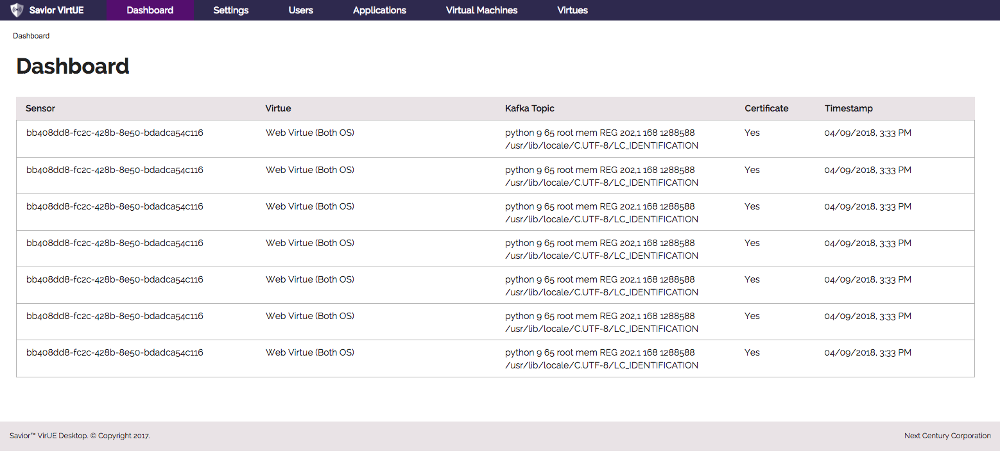 Savior VirtUE Dashboard Settings Users Applications Virtual Machines Virtues
Dashboard
Dashboard
Sensor Virtue Kafka Topic Certificate Timestamp
bb408dd8-fc2c-428b-8e50-bdadca54c116 Web Virtue (Both OS) python 9 65 root mem REG 202,1 168 1288588 Yes 04/09/2018, 3:33 PM
/usr/lib/locale/C.UTF-8/LC_IDENTIFICATION
bb408dd8-fc2c-428b-8e50-bdadca54c116 Web Virtue (Both OS) python 9 65 root mem REG 202,1 168 1288588 Yes 04/09/2018, 3:33 PM
/usr/lib/locale/C.UTF-8/LC_IDENTIFICATION
bb408dd8-fc2c-428b-8e50-bdadca54c116 Web Virtue (Both OS) python 9 65 root mem REG 202,1 168 1288588 Yes 04/09/2018, 3:33 PM
/usr/lib/locale/C.UTF-8/LC_IDENTIFICATION
bb408dd8-fc2c-428b-8e50-bdadca54c116 Web Virtue (Both OS) python 9 65 root mem REG 202,1 168 1288588 Yes 04/09/2018, 3:33 PM
/usr/lib/locale/C.UTF-8/LC_IDENTIFICATION
bb408dd8-fc2c-428b-8e50-bdadca54c116 Web Virtue (Both OS) python 9 65 root mem REG 202,1 168 1288588 Yes 04/09/2018, 3:33 PM
/usr/lib/locale/C.UTF-8/LC_IDENTIFICATION
bb408dd8-fc2c-428b-8e50-bdadca54c116 Web Virtue (Both OS) python 9 65 root mem REG 202,1 168 1288588 Yes 04/09/2018, 3:33 PM
/usr/lib/locale/C.UTF-8/LC_IDENTIFICATION
bb408dd8-fc2c-428b-8e50-bdadca54c116 Web Virtue (Both OS) python 9 65 root mem REG 202,1 168 1288588 Yes 04/09/2018, 3:33 PM
/usr/lib/locale/C.UTF-8/LC_IDENTIFICATION
Savior™ VirUE Desktop. © Copyright 2017. Next Century Corporation